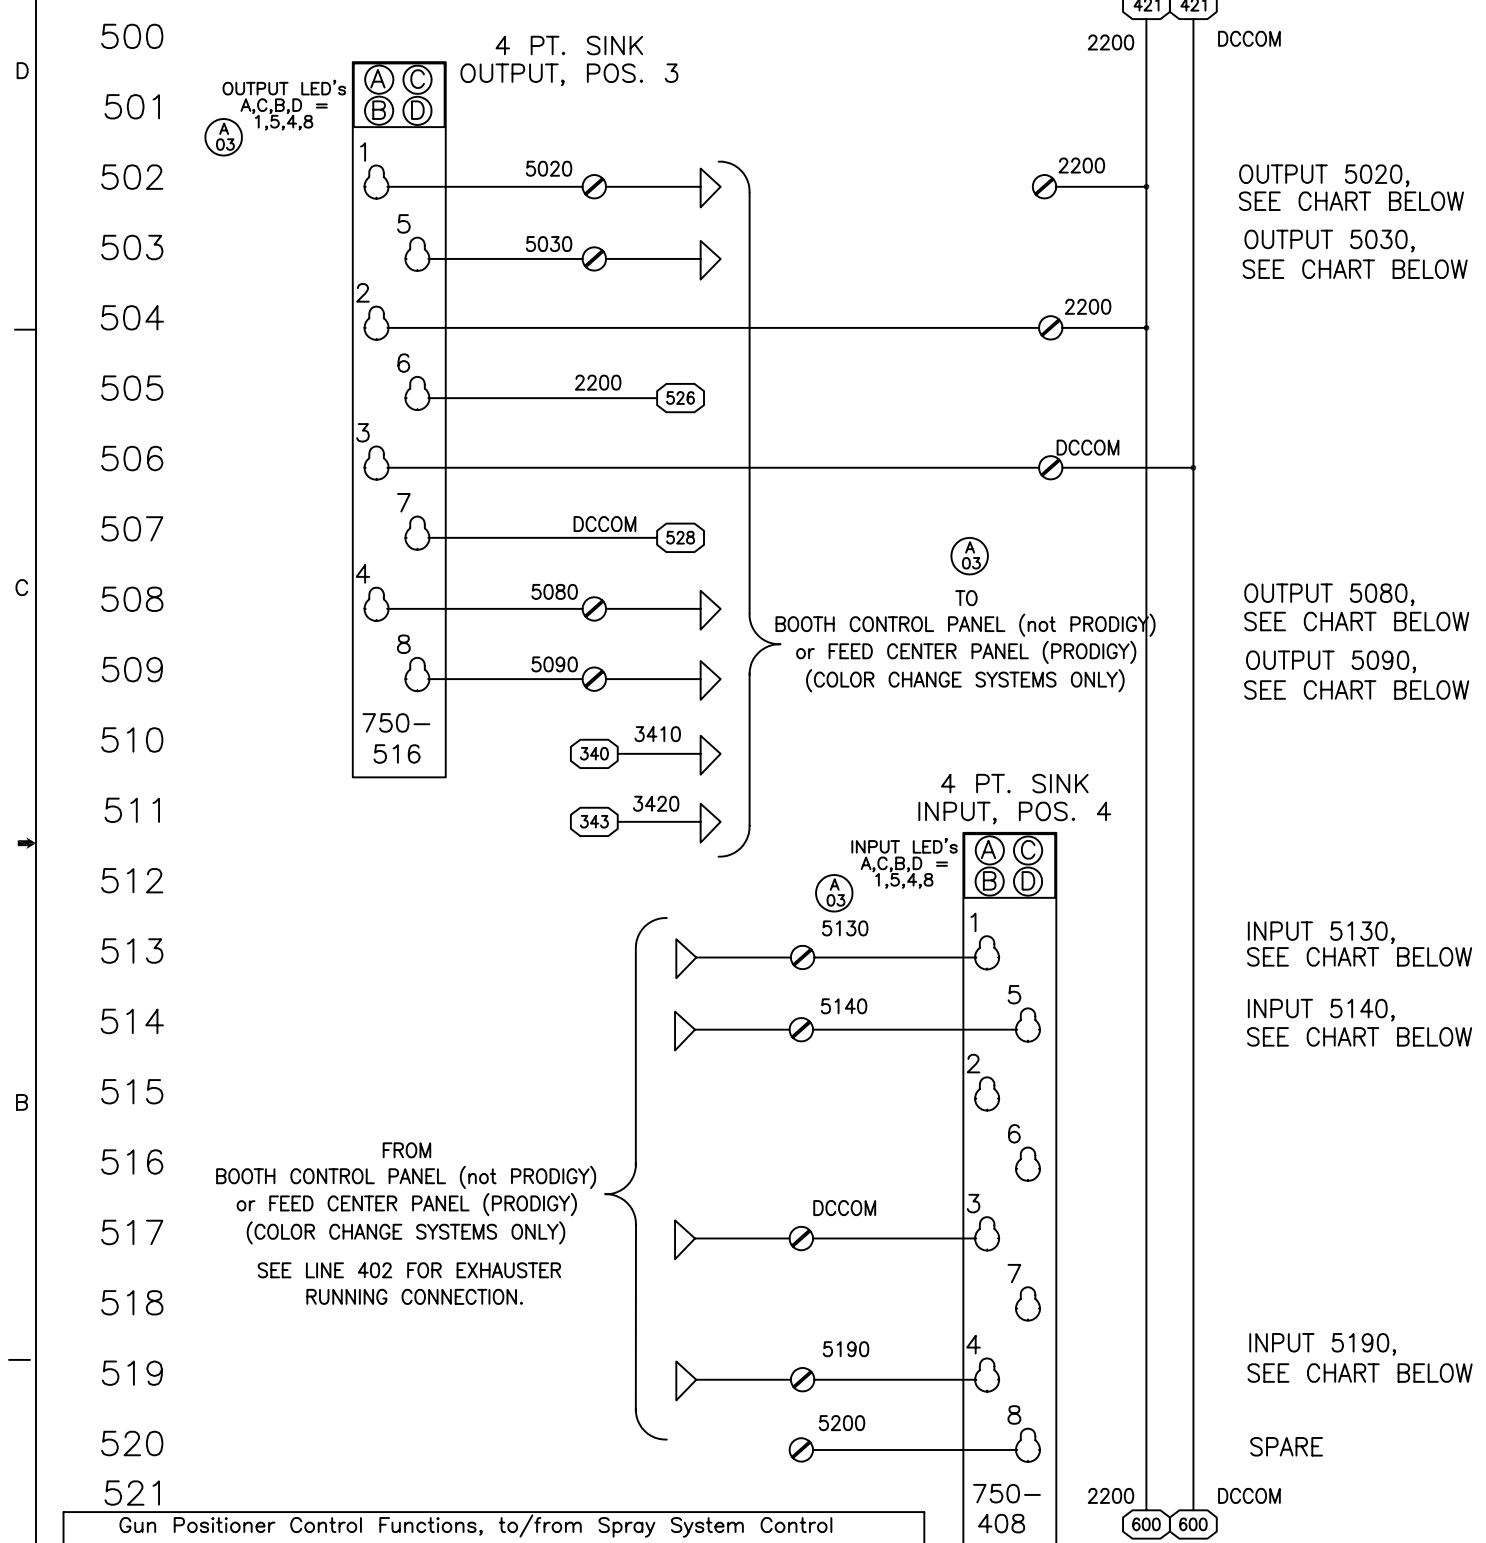 421 421
500
4 PT. SINK
OUTPUT, POS. 3
2200
DCCOM
D
OUTPUT LED's
A,C,B,D =
1,5,4,8
A C
B D
501
A
03
502
1
5020
2200
OUTPUT 5020,
SEE CHART BELOW
503
5
5030
OUTPUT 5030,
SEE CHART BELOW
504
2
2200
505
6
2200
526
506
3
DCCOM
507
7
DCCOM
528
A
03
C
508
4
5080
TO
BOOTH CONTROL PANEL (not PRODIGY)
or FEED CENTER PANEL (PRODIGY)
(COLOR CHANGE SYSTEMS ONLY)
OUTPUT 5080,
SEE CHART BELOW
509
8
5090
OUTPUT 5090,
SEE CHART BELOW
510
750-
516
340
3410
511
343
3420
4 PT. SINK
INPUT, POS. 4
INPUT LED's
A,C,B,D =
1,5,4,8
A C
B D
512
A
03
513
5130
1
INPUT 5130,
SEE CHART BELOW
514
5140
5
INPUT 5140,
SEE CHART BELOW
B
515
2
516
6
FROM
BOOTH CONTROL PANEL (not PRODIGY)
or FEED CENTER PANEL (PRODIGY)
(COLOR CHANGE SYSTEMS ONLY)
SEE LINE 402 FOR EXHAUSTER
RUNNING CONNECTION.
517
DCCOM
3
518
7
519
5190
4
INPUT 5190,
SEE CHART BELOW
520
5200
8
SPARE
521
750-
408
2200
DCCOM
600 600
Gun Positioner Control Functions, to/from Spray System Control